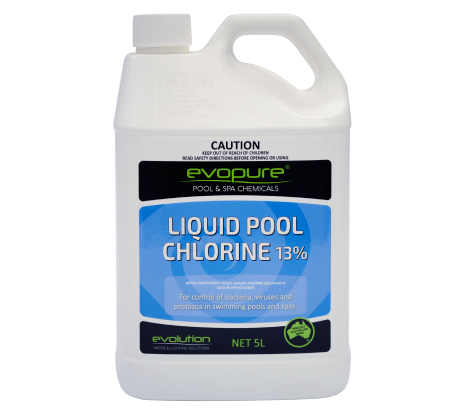 CAUTION
KEEP OUT OF REACH OF CHILDREN
READ SAFETY DIRECTIONS BEFORE OPENING OR USING
evopure®
POOL & SPA CHEMICALS
LIQUID POOL
CHLORINE 13%
For control of bacteria, viruses and
protozoa in swimming pools and spas.
evolution
WATER & LIGHTING SOLUTIONS
NET 5L